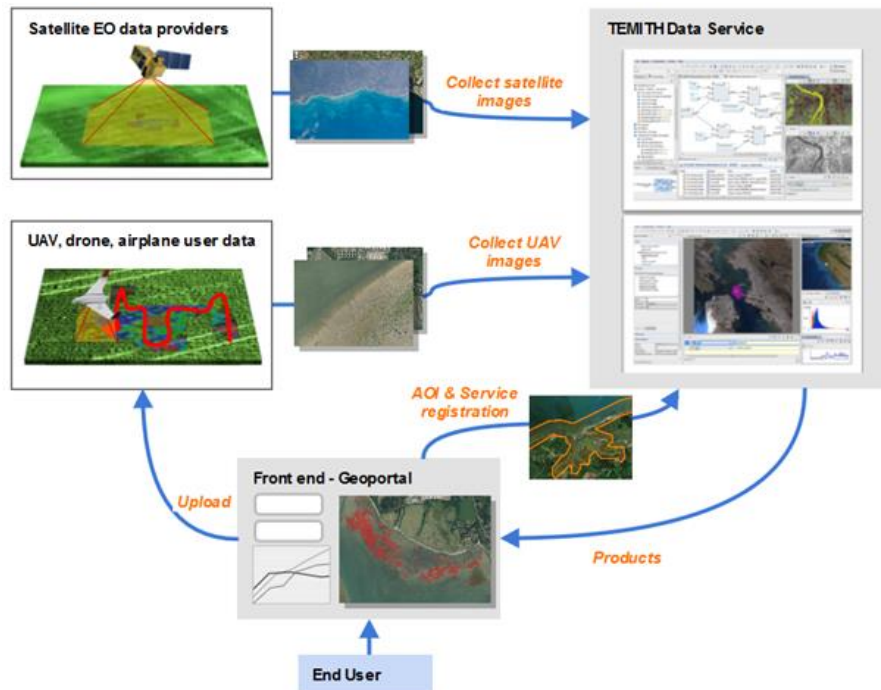 Satellite EO data providers
TEMITH Data Service
Collect satellite
images
UAV, drone, airplane user data
Collect UAV
images
AOI & Service
registration
Front end - Geoportal
Upload
Products
End User